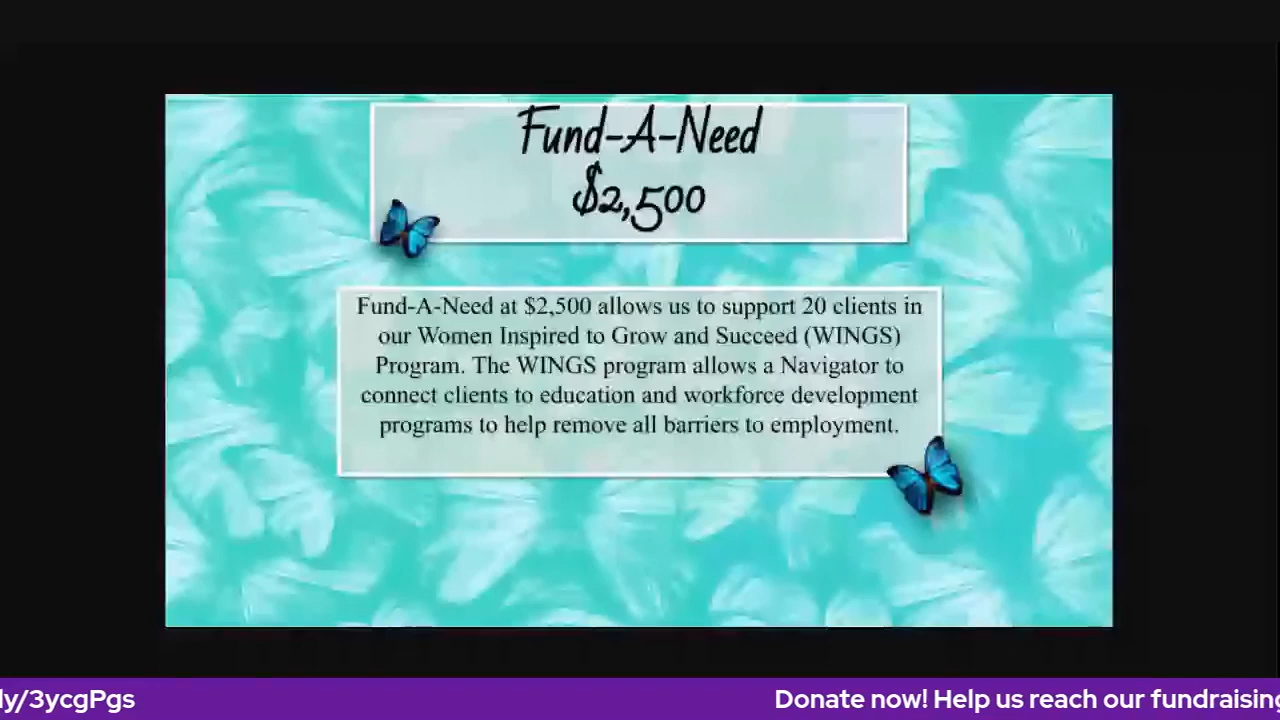 Fund-A-Need
$2,500
Fund-A-Need at $2,500 allows us to support 20 clients in
our Women Inspired to Grow and Succeed (WINGS)
Program. The WINGS program allows a Navigator to
connect clients to education and workforce development
programs to help remove all barriers to employment.
ly/3ycgPgs Donate now! Help us reach our fundraising